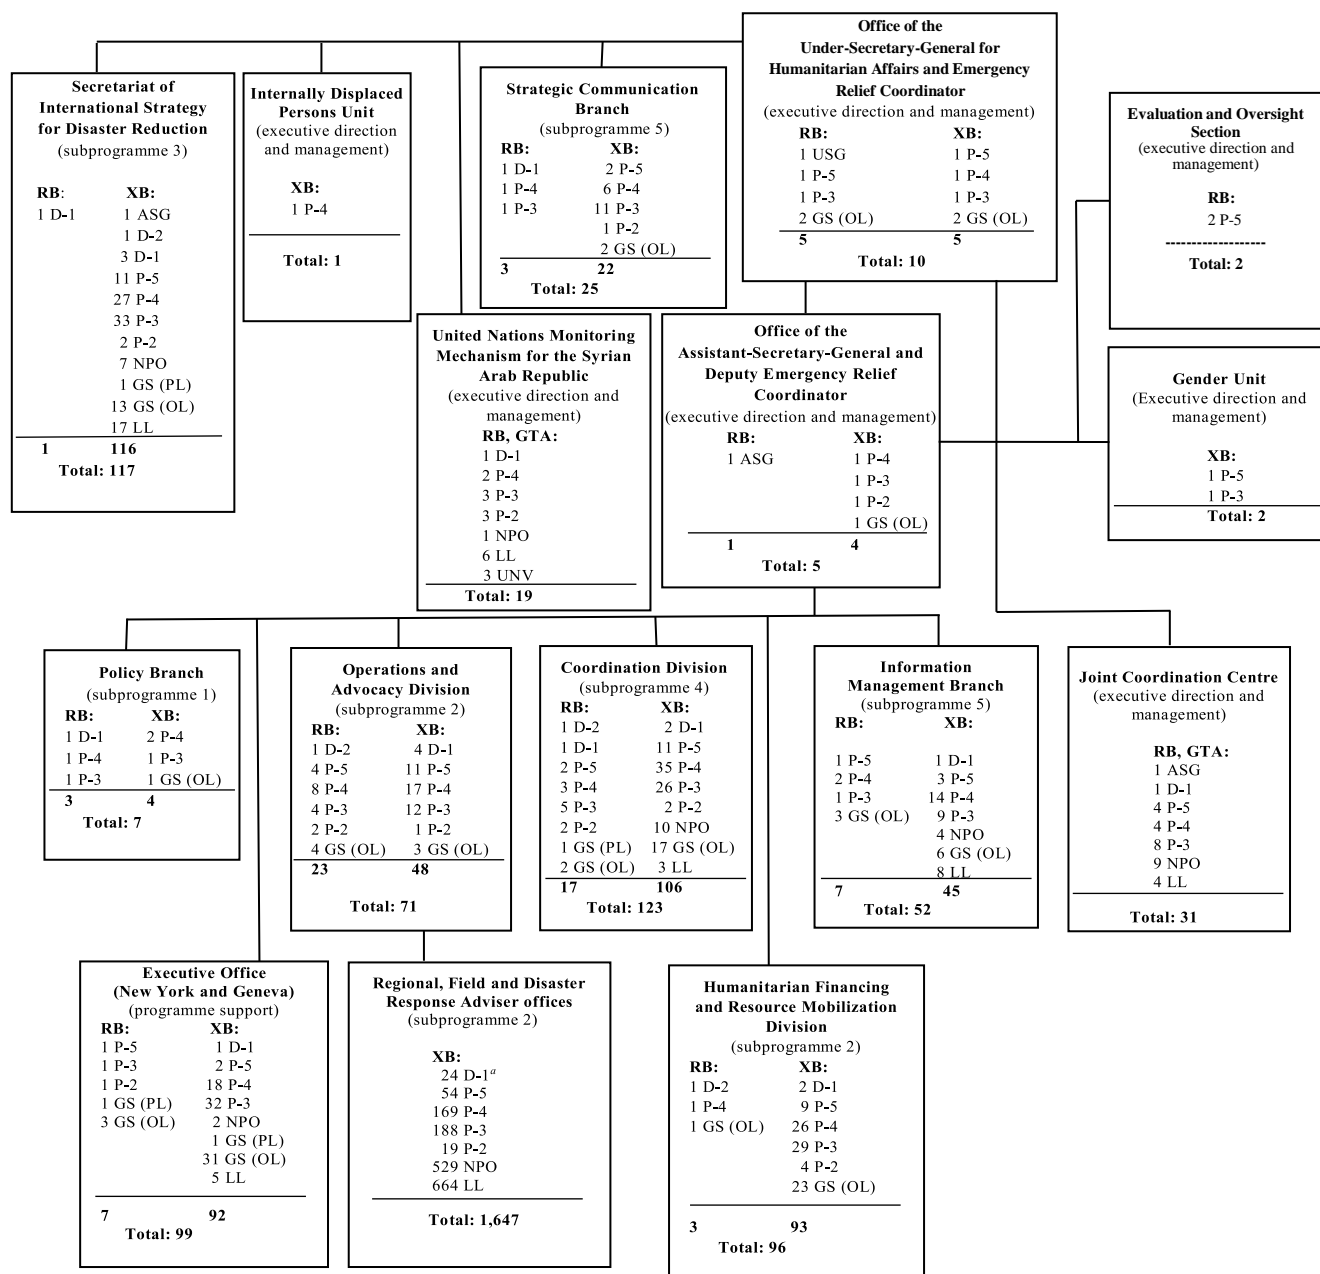 Office of the
Under-Secretary-General for
Humanitarian Affairs and Emergency
Relief Coordinator
(executive direction and management)
RB: XB:
1 USG 1 P-5
1 P-5 1 P-4
1 P-3 1 P-3
2 GS (OL) 2 GS (OL)
5 5
Total: 10
Secretariat of
International Strategy
for Disaster Reduction
(subprogramme 3)
RB: XB:
1 D-1 1 ASG
1 D-2
3 D-1
11 P-5
27 P-4
33 P-3
2 P-2
7 NPO
1 GS (PL)
13 GS (OL)
17 LL
1 116
Total: 117
Internally Displaced
Persons Unit
(executive direction
and management)
XB:
1 P-4
Total: 1
Strategic Communication
Branch
(subprogramme 5)
RB: XB:
1 D-1 2 P-5
1 P-4 6 P-4
1 P-3 11 P-3
1 P-2
2 GS (OL)
3 22
Total: 25
Evaluation and Oversight
Section
(executive direction and
management)
RB:
2 P-5
-------------------
Total: 2
United Nations Monitoring
Mechanism for the Syrian
Arab Republic
(executive direction and
management)
RB, GTA:
1 D-1
2 P-4
3 P-3
3 P-2
1 NPO
6 LL
3 UNV
Total: 19
Office of the
Assistant-Secretary-General and
Deputy Emergency Relief
Coordinator
(executive direction and management)
RB: XB:
1 ASG 1 P-4
1 P-3
1 P-2
1 GS (OL)
1 4
Total: 5
Gender Unit
(Executive direction and
management)
XB:
1 P-5
1 P-3
Total: 2
Policy Branch
(subprogramme 1)
RB: XB:
1 D-1 2 P-4
1 P-4 1 P-3
1 P-3 1 GS (OL)
3 4
Total: 7
Operations and
Advocacy Division
(subprogramme 2)
RB: XB:
1 D-2 4 D-1
4 P-5 11 P-5
8 P-4 17 P-4
4 P-3 12 P-3
2 P-2 1 P-2
4 GS (OL) 3 GS (OL)
23 48
Total: 71
Coordination Division
(subprogramme 4)
RB: XB:
1 D-2 2 D-1
1 D-1 11 P-5
2 P-5 35 P-4
3 P-4 26 P-3
5 P-3 2 P-2
2 P-2 10 NPO
1 GS (PL) 17 GS (OL)
2 GS (OL) 3 LL
17 106
Total: 123
Information
Management Branch
(subprogramme 5)
RB: XB:
1 P-5 1 D-1
2 P-4 3 P-5
1 P-3 14 P-4
3 GS (OL) 9 P-3
4 NPO
6 GS (OL)
8 LL
7 45
Total: 52
Joint Coordination Centre
(executive direction and
management)
RB, GTA:
1 ASG
1 D-1
4 P-5
4 P-4
8 P-3
9 NPO
4 LL
Total: 31
Executive Office
(New York and Geneva)
(programme support)
RB: XB:
1 P-5 1 D-1
1 P-3 2 P-5
1 P-2 18 P-4
1 GS (PL) 32 P-3
3 GS (OL) 2 NPO
1 GS (PL)
31 GS (OL)
5 LL
7 92
Total: 99
Regional, Field and Disaster
Response Adviser offices
(subprogramme 2)
XB:
24 D-1a
54 P-5
169 P-4
188 P-3
19 P-2
529 NPO
664 LL
Total: 1,647
Humanitarian Financing
and Resource Mobilization
Division
(subprogramme 2)
RB: XB:
1 D-2 2 D-1
1 P-4 9 P-5
1 GS (OL) 26 P-4
29 P-3
4 P-2
23 GS (OL)
3 93
Total: 96